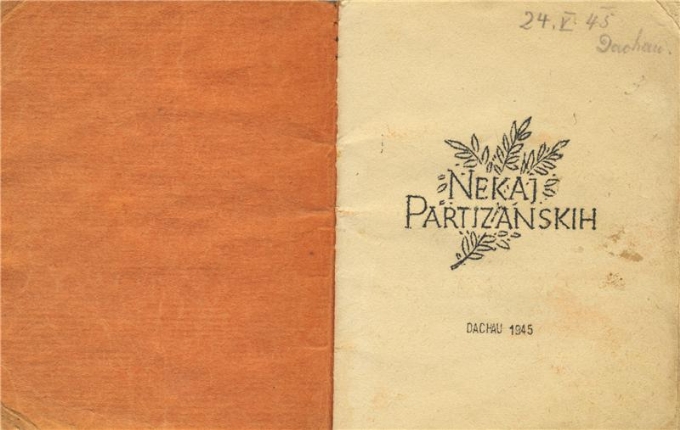 24. V. 45
Dachau.
NEKAJ
PARTIZANSKIH
DACHAU 1945